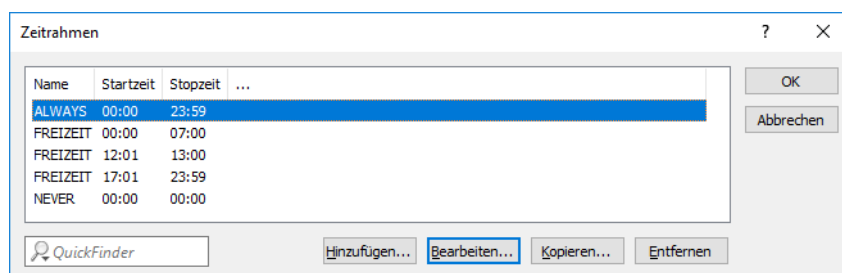 Zeitrahmen ?
Name Startzeit Stopzeit ...
ALWAYS 00:00 23:59
FREIZEIT 00:00 07:00
FREIZEIT 12:01 13:00
FREIZEIT 17:01 23:59
NEVER 00:00 00:00
OK
Abbrechen
QuickFinder Hinzufügen... Bearbeiten... Kopieren... Entfernen